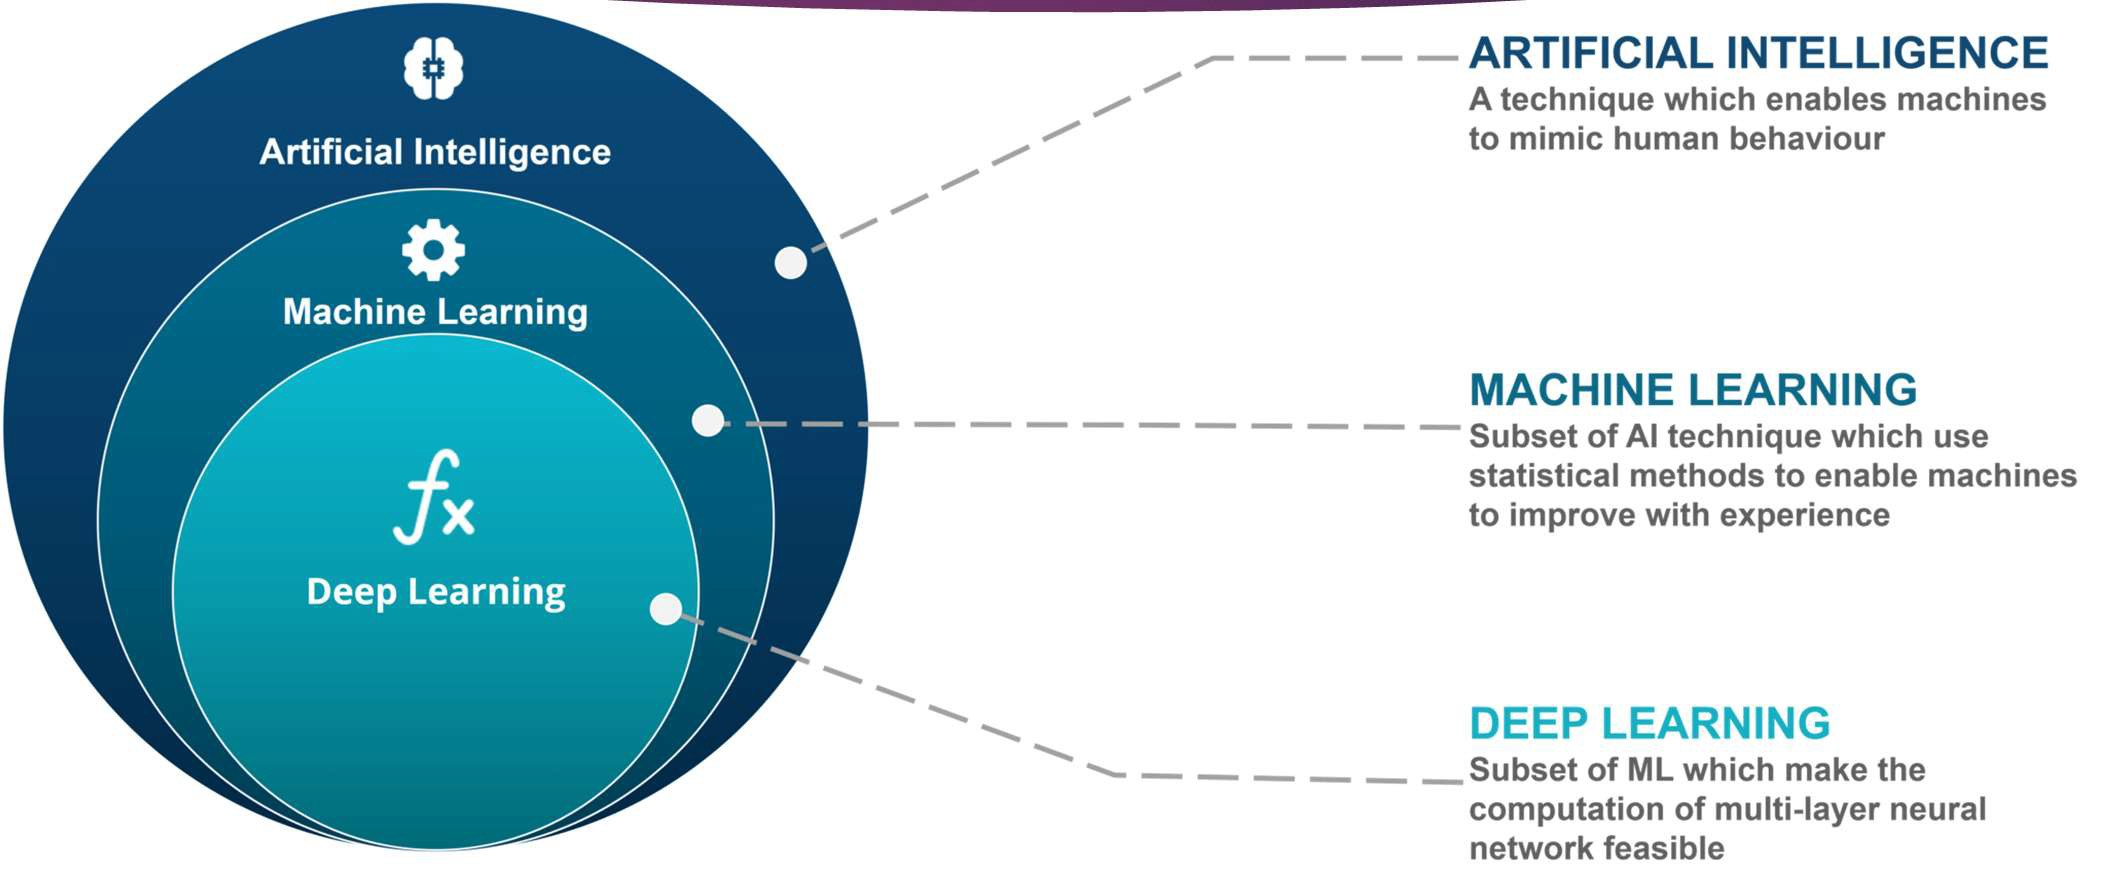 Artificial Intelligence
Machine Learning
fx
Deep Learning
ARTIFICIAL INTELLIGENCE
A technique which enables machines
to mimic human behaviour
MACHINE LEARNING
Subset of AI technique which use
statistical methods to enable machines
to improve with experience
DEEP LEARNING
Subset of ML which make the
computation of multi-layer neural
network feasible